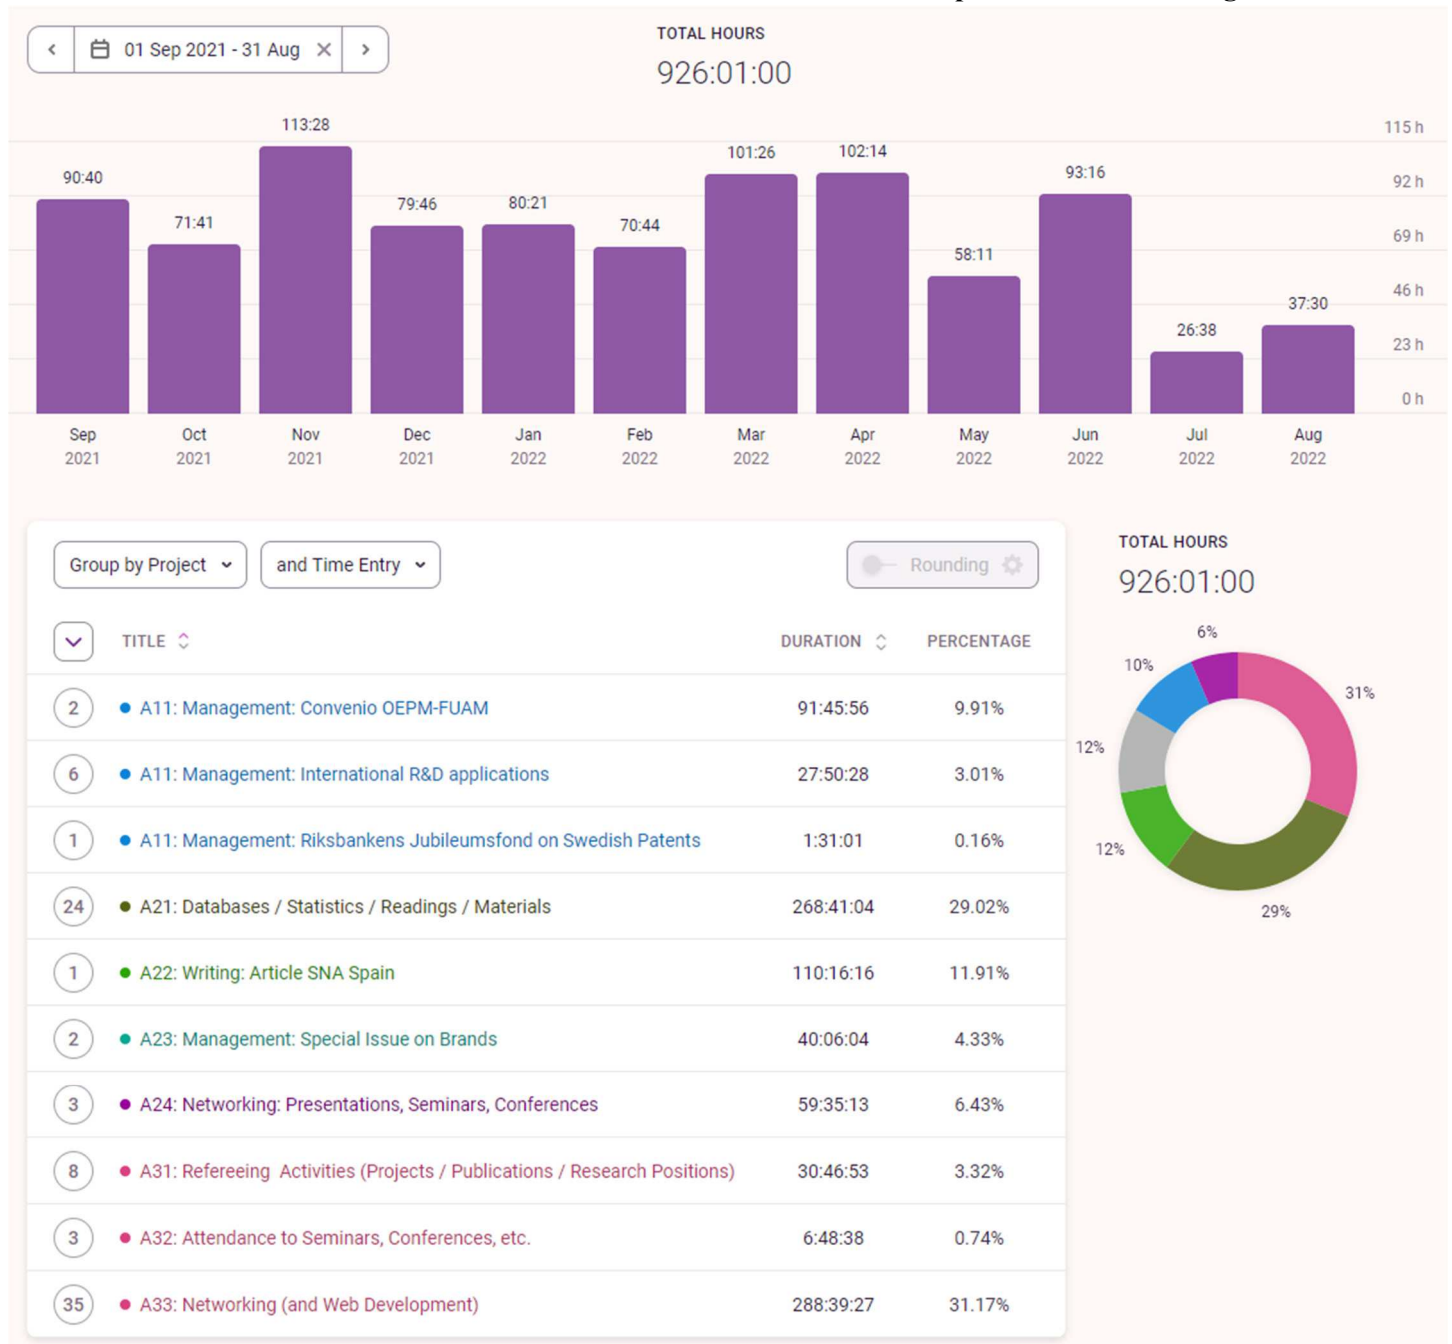 01 Sep 2021 - 31 Aug
TOTAL HOURS
926:01:00
115 h
92 h
69 h
46 h
23 h
0 h
90:40
71:41
113:28
79:46
80:21
70:44
101:26
102:14
58:11
93:16
26:38
37:30
Sep 2021
Oct 2021
Nov 2021
Dec 2021
Jan 2022
Feb 2022
Mar 2022
Apr 2022
May 2022
Jun 2022
Jul 2022
Aug 2022
Group by Project
and Time Entry
Rounding
TITLE DURATION PERCENTAGE
2 A11: Management: Convenio OEPM-FUAM 91:45:56 9.91%
6 A11: Management: International R&D applications 27:50:28 3.01%
1 A11: Management: Riksbankens Jubileumsfond on Swedish Patents 1:31:01 0.16%
24 A21: Databases / Statistics / Readings / Materials 268:41:04 29.02%
1 A22: Writing: Article SNA Spain 110:16:16 11.91%
2 A23: Management: Special Issue on Brands 40:06:04 4.33%
3 A24: Networking: Presentations, Seminars, Conferences 59:35:13 6.43%
8 A31: Refereeing Activities (Projects / Publications / Research Positions) 30:46:53 3.32%
3 A32: Attendance to Seminars, Conferences, etc. 6:48:38 0.74%
35 A33: Networking (and Web Development) 288:39:27 31.17%
TOTAL HOURS
926:01:00
6%
10%
31%
12%
12%
29%